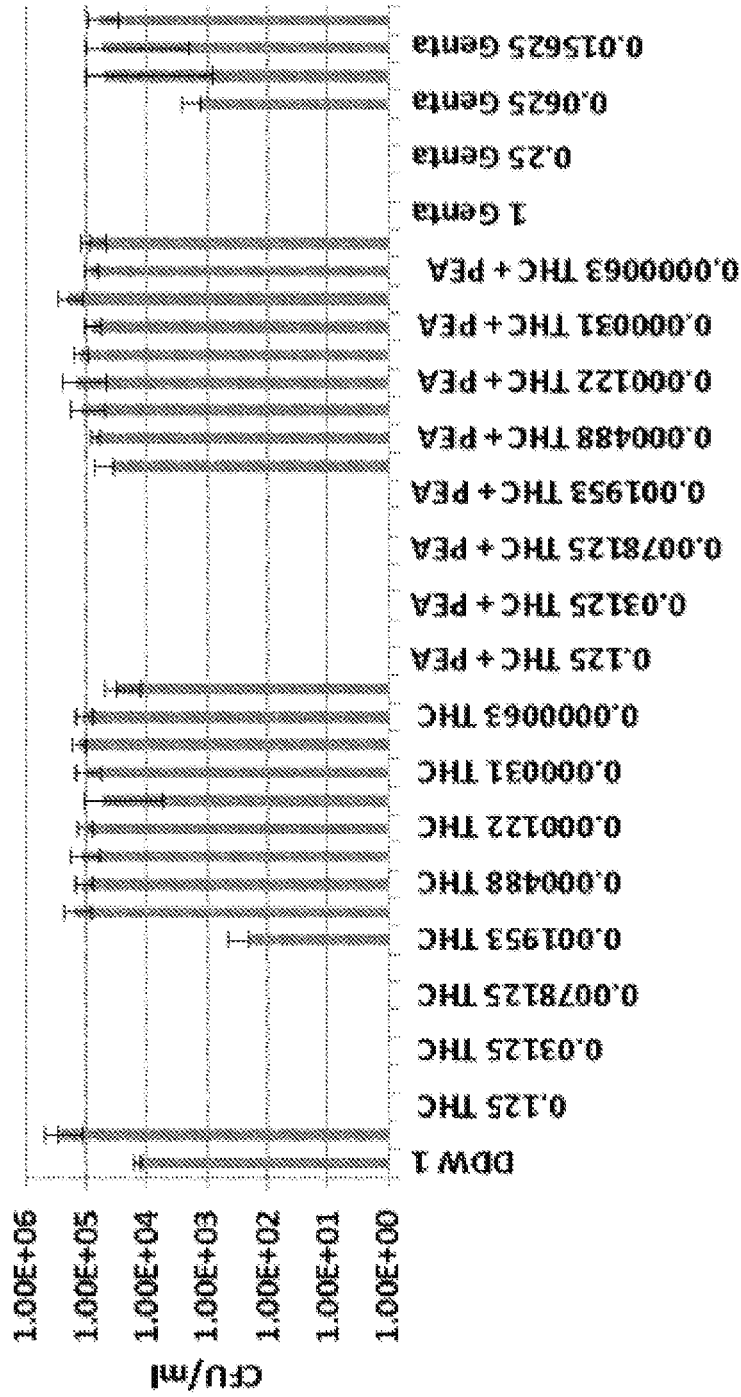 CFU/ml
1.00E+06
1.00E+05
1.00E+04
1.00E+03
1.00E+02
1.00E+01
1.00E+00
DDW 1
0.125 THC
0.03125 THC
0.0078125 THC
0.001953 THC
0.000488 THC
0.000122 THC
0.000031 THC
0.0000063 THC
0.125 THC + PEA
0.03125 THC + PEA
0.0078125 THC + PEA
0.001953 THC + PEA
0.000488 THC + PEA
0.000122 THC + PEA
0.000031 THC + PEA
0.0000063 THC + PEA
1 Genta
0.25 Genta
0.0625 Genta
0.015625 Genta